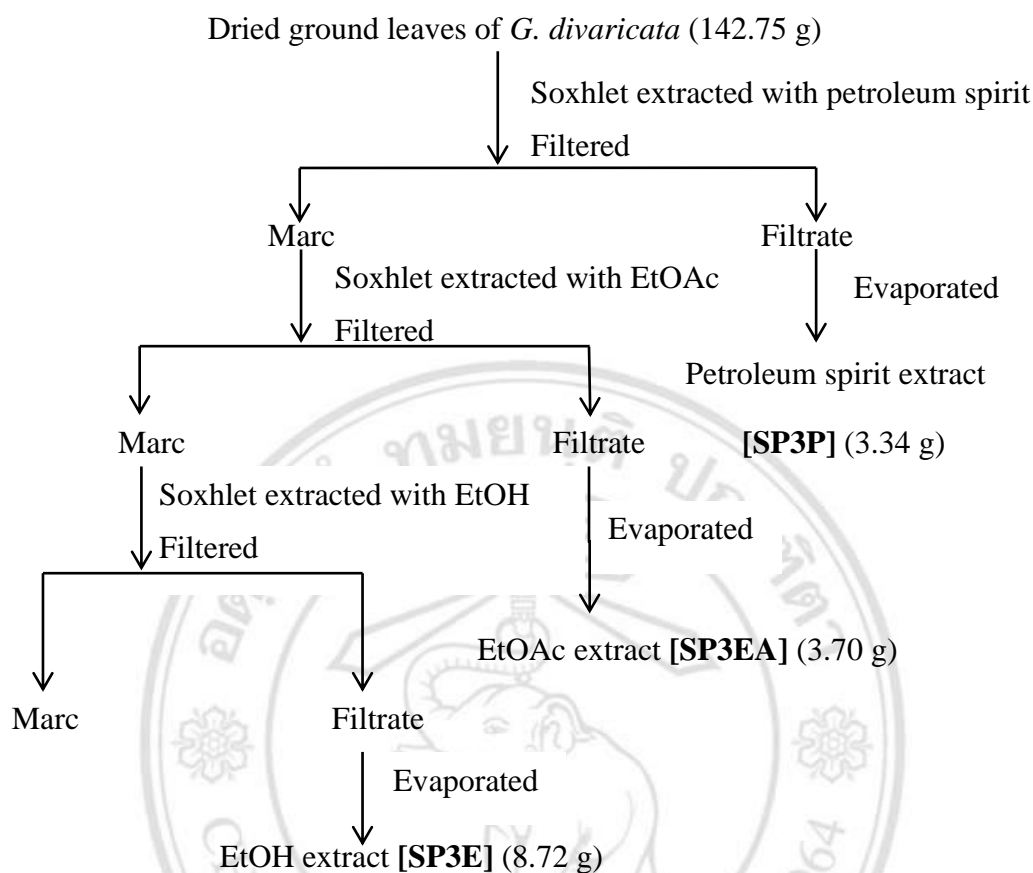 Dried ground leaves of G. divaricata (142.75 g)
Soxhlet extracted with petroleum spirit
Filtered
Marc
Filtrate
Soxhlet extracted with EtOAc
Evaporated
Filtered
Petroleum spirit extract
Marc
Filtrate
[SP3P] (3.34 g)
Soxhlet extracted with EtOH
Evaporated
Filtered
EtOAc extract [SP3EA] (3.70 g)
Marc
Filtrate
Evaporated
EtOH extract [SP3E] (8.72 g)